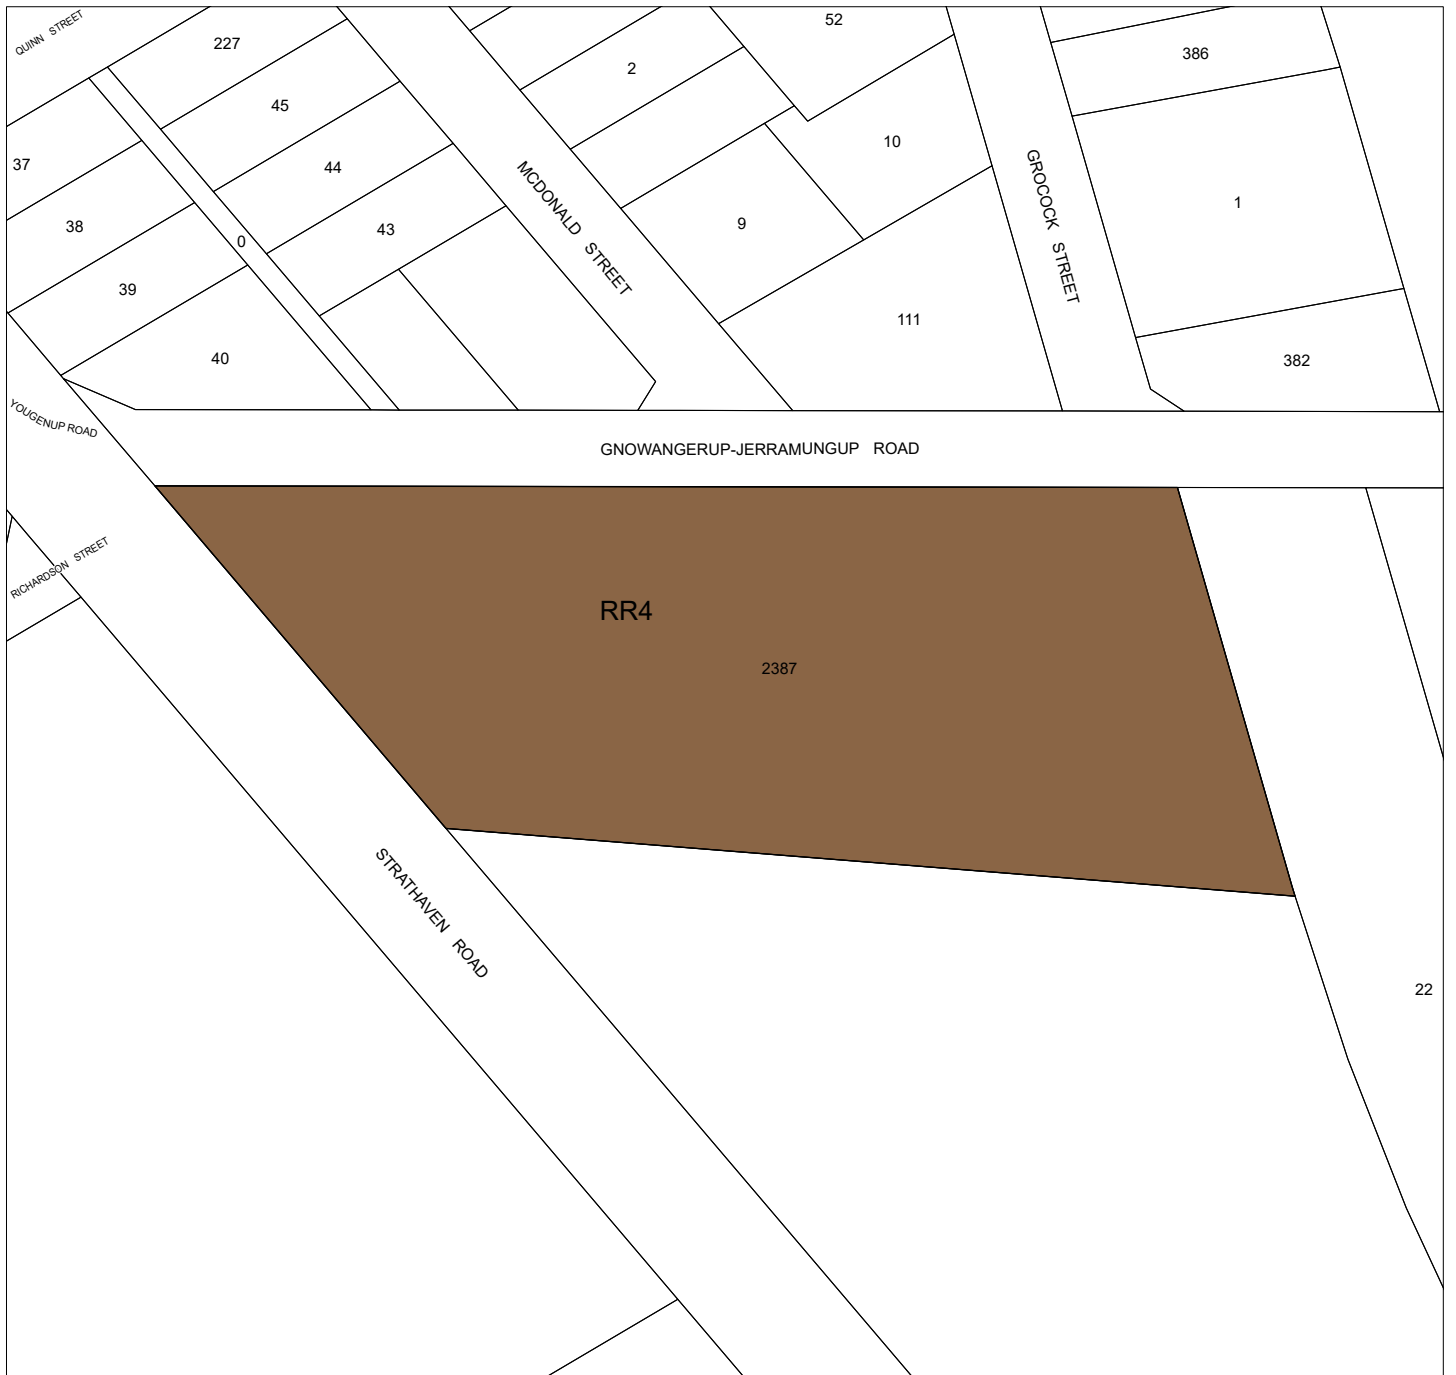 QUINN STREET
227
52
386
2
45
10
37
44
MCDONALD STREET
GROCOCK STREET
1
38
43
9
0
39
111
40
382
YOUGENUP ROAD
GNOWANGERUP-JERRAMUNGUP ROAD
RICHARDSON STREET
RR4
2387
STRATHAVEN ROAD
22